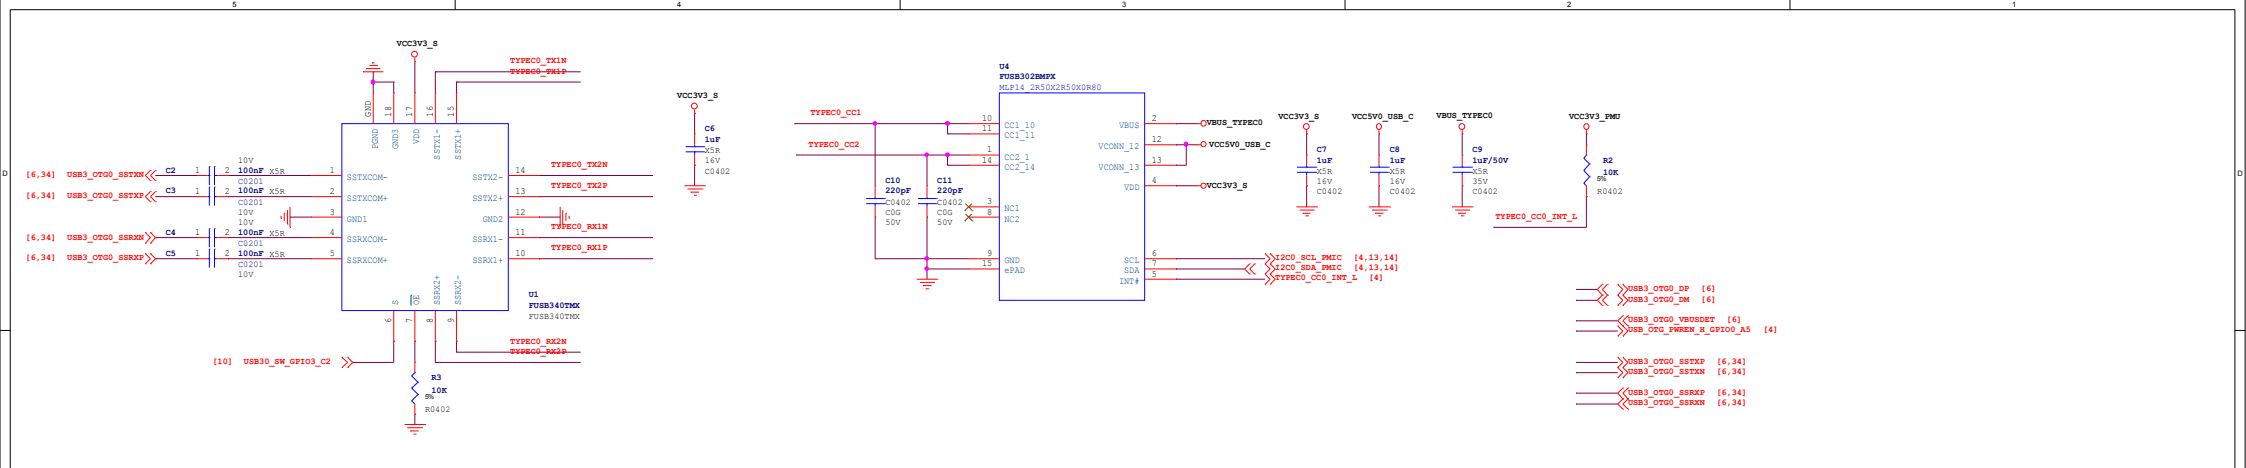 5
4
3
2
1
D
D
VCC3V3_S
TYPEC0_TX1N
TYPEC0_TX1P
GND
18
17
16
15
PGND
GND3
VDD
SSTX1-
SSTX1+
[6,34] USB3_OTG0_SSTXN
C2
1
2
10V
100nF X5R
C0201
1
SSTXCOM-
[6,34] USB3_OTG0_SSTXP
C3
1
2
100nF X5R
C0201
10V
2
SSTXCOM+
3
GND1
[6,34] USB3_OTG0_SSRXN
C4
1
2
10V
100nF X5R
C0201
4
SSRXCOM-
[6,34] USB3_OTG0_SSRXP
C5
1
2
100nF X5R
C0201
10V
5
SSRXCOM+
SSTX2-
14
TYPEC0_TX2N
SSTX2+
13
TYPEC0_TX2P
GND2
12
SSRX1-
11
TYPEC0_RX1N
SSRX1+
10
TYPEC0_RX1P
S
OE
SSRX2+
SSRX2-
6
7
8
9
U1
FUSB340TMX
FUSB340TMX
TYPEC0_RX2N
TYPEC0_RX2P
[10] USB30_SW_GPIO3_C2
R3
10K
5%
R0402
VCC3V3_S
C6
1uF
X5R
16V
C0402
U4
FUSB302BMPX
MLP14_2R50X2R50X0R80
TYPEC0_CC1
TYPEC0_CC2
10
CC1_10
11
CC1_11
1
CC2_1
14
CC2_14
C10
220pF
C0402
C0G
50V
C11
220pF
C0402
C0G
50V
3
NC1
8
NC2
9
GND
15
ePAD
VBUS
2
VBUS_TYPEC0
VCONN_12
12
VCC5V0_USB_C
VCONN_13
13
VDD
4
VCC3V3_S
SCL
6
I2C0_SCL_PMIC [4,13,14]
SDA
7
I2C0_SDA_PMIC [4,13,14]
INT#
5
TYPEC0_CC0_INT_L [4]
VCC3V3_S
C7
1uF
X5R
16V
C0402
VCC5V0_USB_C
C8
1uF
X5R
16V
C0402
VBUS_TYPEC0
C9
1uF/50V
X5R
35V
C0402
VCC3V3_PMU
R2
10K
5%
R0402
TYPEC0_CC0_INT_L
USB3_OTG0_DP [6]
USB3_OTG0_DM [6]
USB3_OTG0_VBUSDET [6]
USB_OTG_PWREN_H_GPIO0_A5 [4]
USB3_OTG0_SSTXP [6,34]
USB3_OTG0_SSTXN [6,34]
USB3_OTG0_SSRXP [6,34]
USB3_OTG0_SSRXN [6,34]